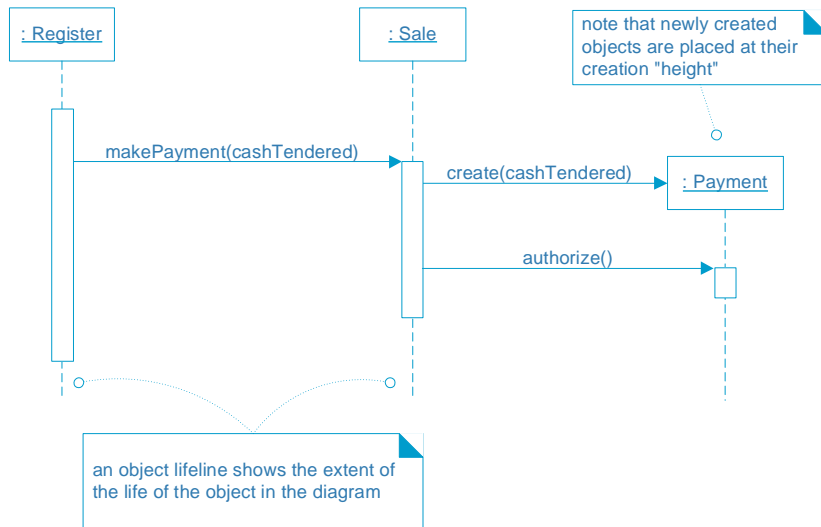 : Register
: Sale
note that newly created
objects are placed at their
creation "height"
makePayment(cashTendered)
create(cashTendered)
: Payment
authorize()
an object lifeline shows the extent of
the life of the object in the diagram